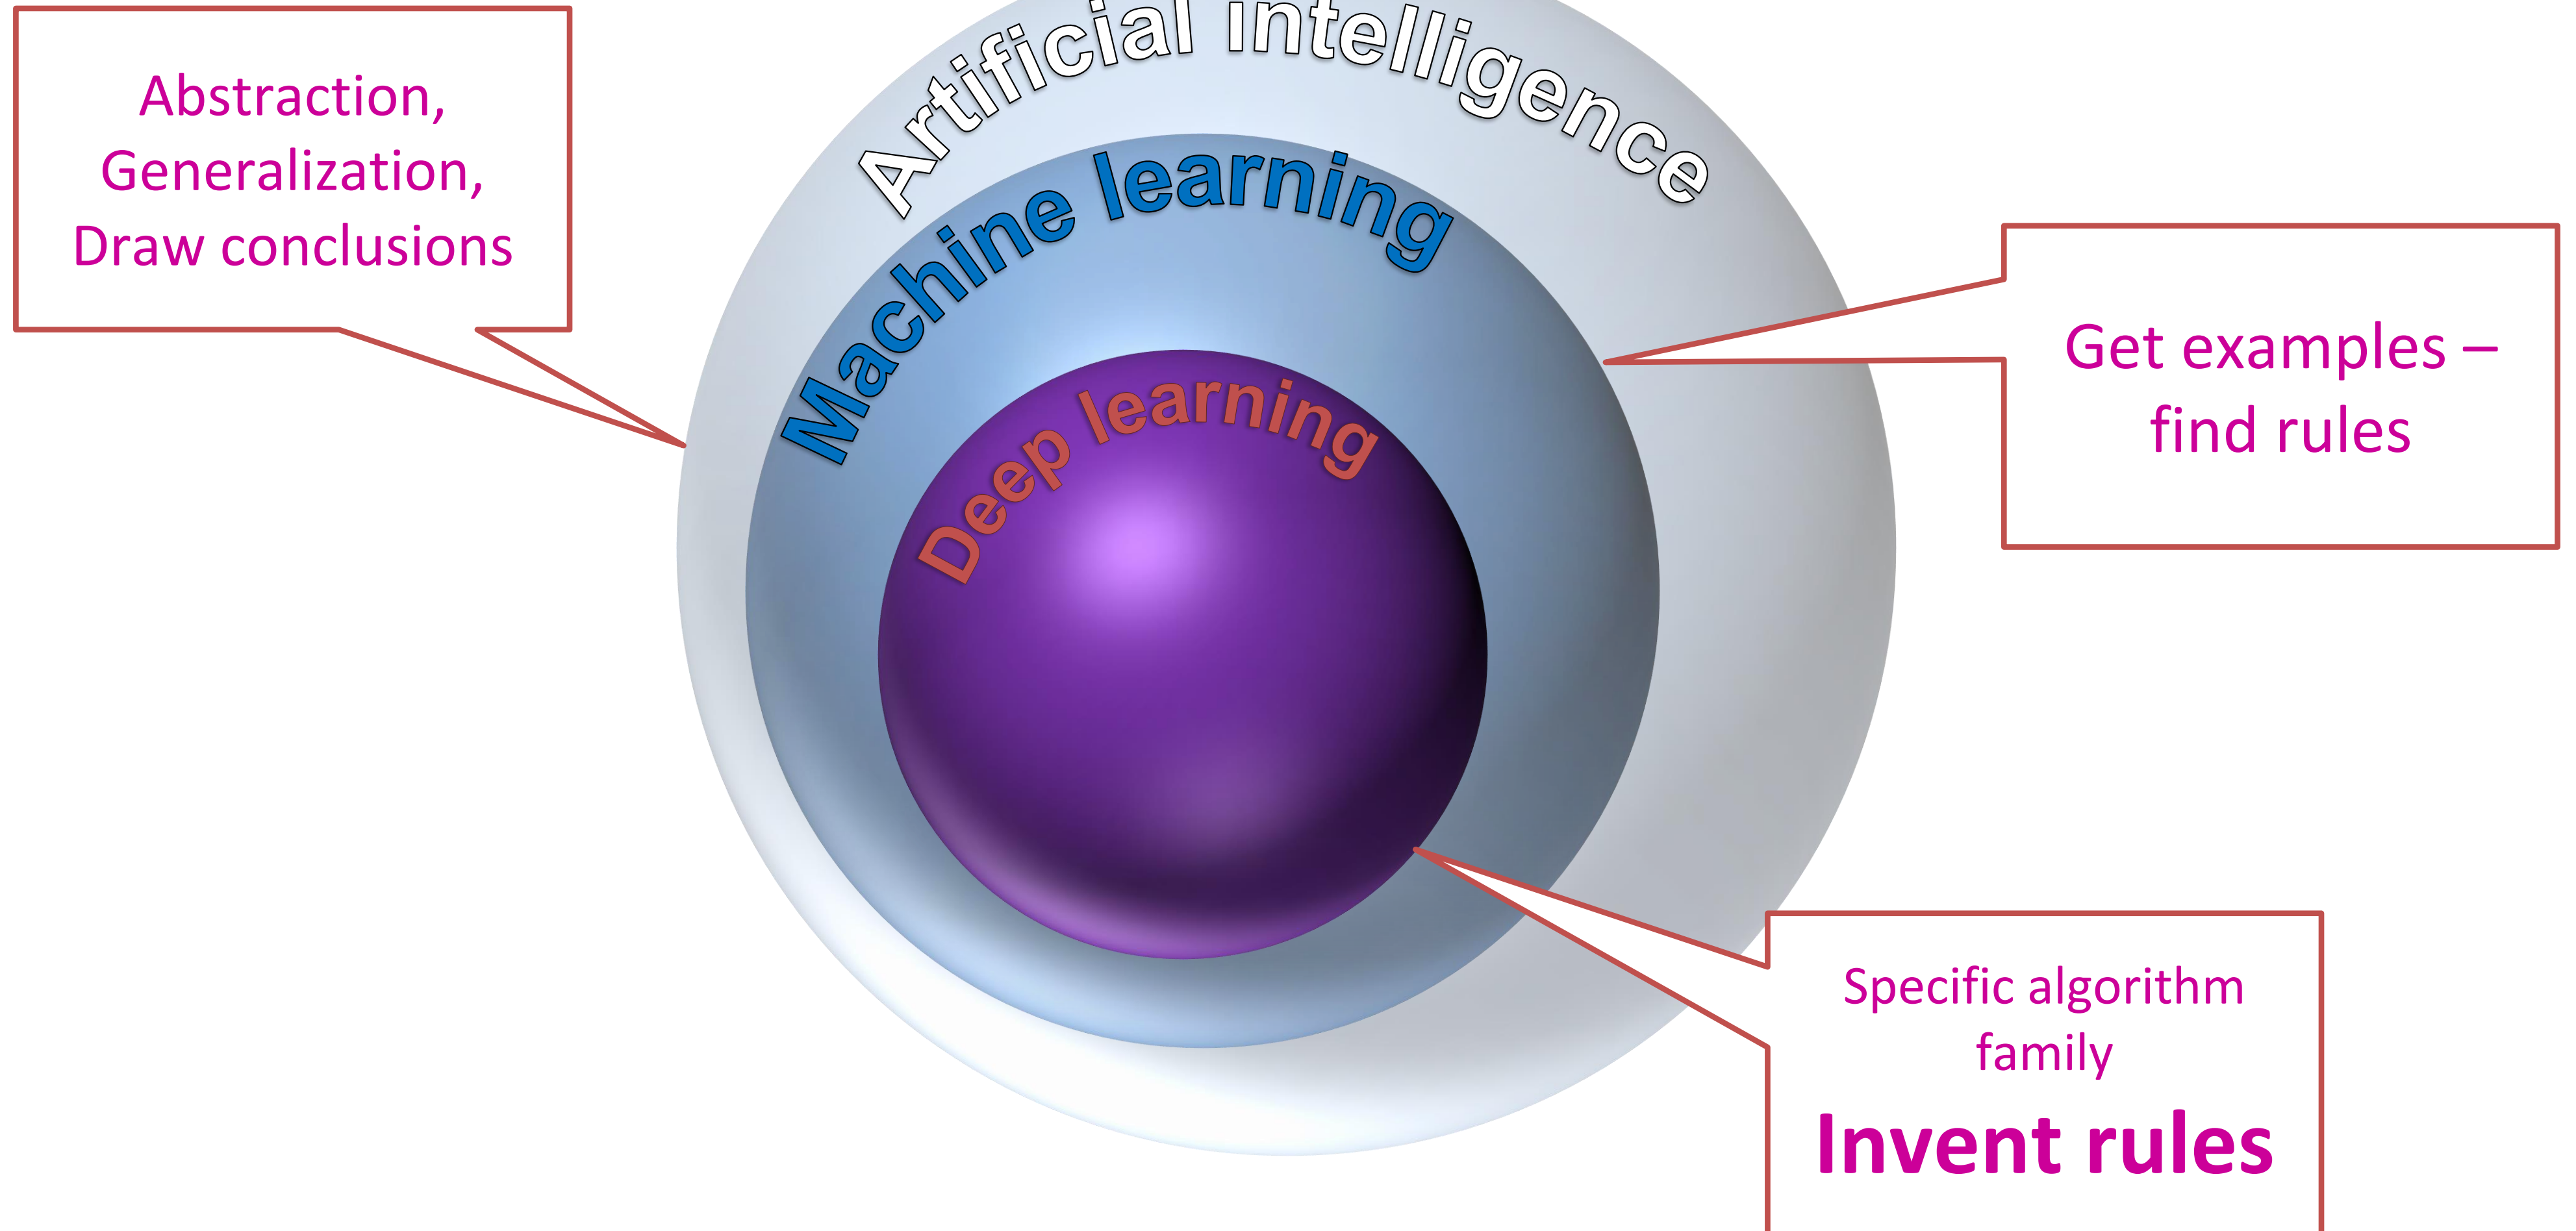 Artificial intelligence
Abstraction,
Generalization,
Draw conclusions
Machine learning
Get examples –
find rules
Deep learning
Specific algorithm
family
Invent rules